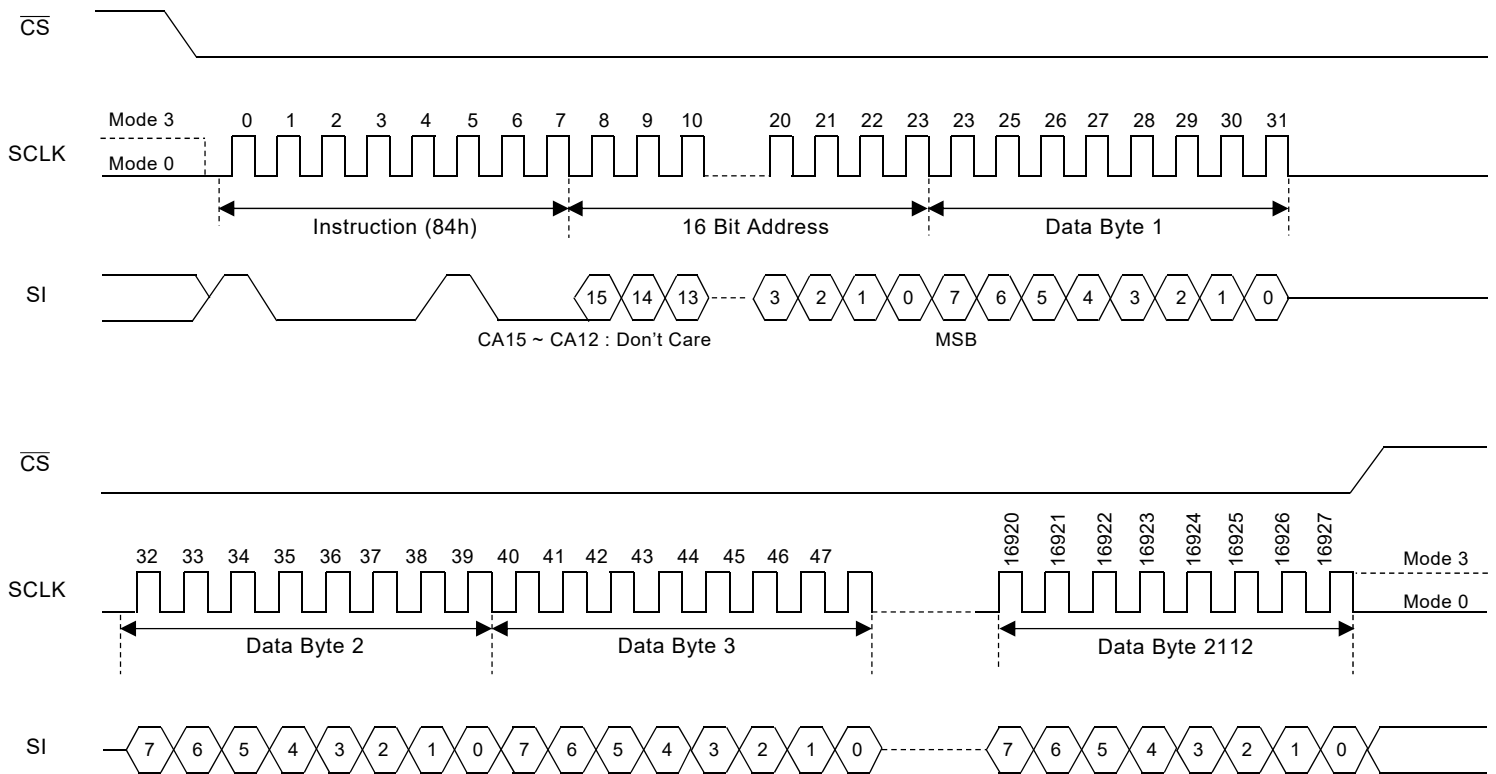 CS
Mode 3
0 1 2 3 4 5 6 7 8 9 10 20 21 22 23 23 25 26 27 28 29 30 31
SCLK
Mode 0
Instruction (84h) 16 Bit Address Data Byte 1
SI
15 14 13 3 2 1 0 7 6 5 4 3 2 1 0
CA15 ~ CA12 : Don't Care MSB
CS
16920 16921 16922 16923 16924 16925 16926 16927
32 33 34 35 36 37 38 39 40 41 42 43 44 45 46 47
Mode 3
SCLK
Mode 0
Data Byte 2 Data Byte 3 Data Byte 2112
SI
7 6 5 4 3 2 1 0 7 6 5 4 3 2 1 0 7 6 5 4 3 2 1 0